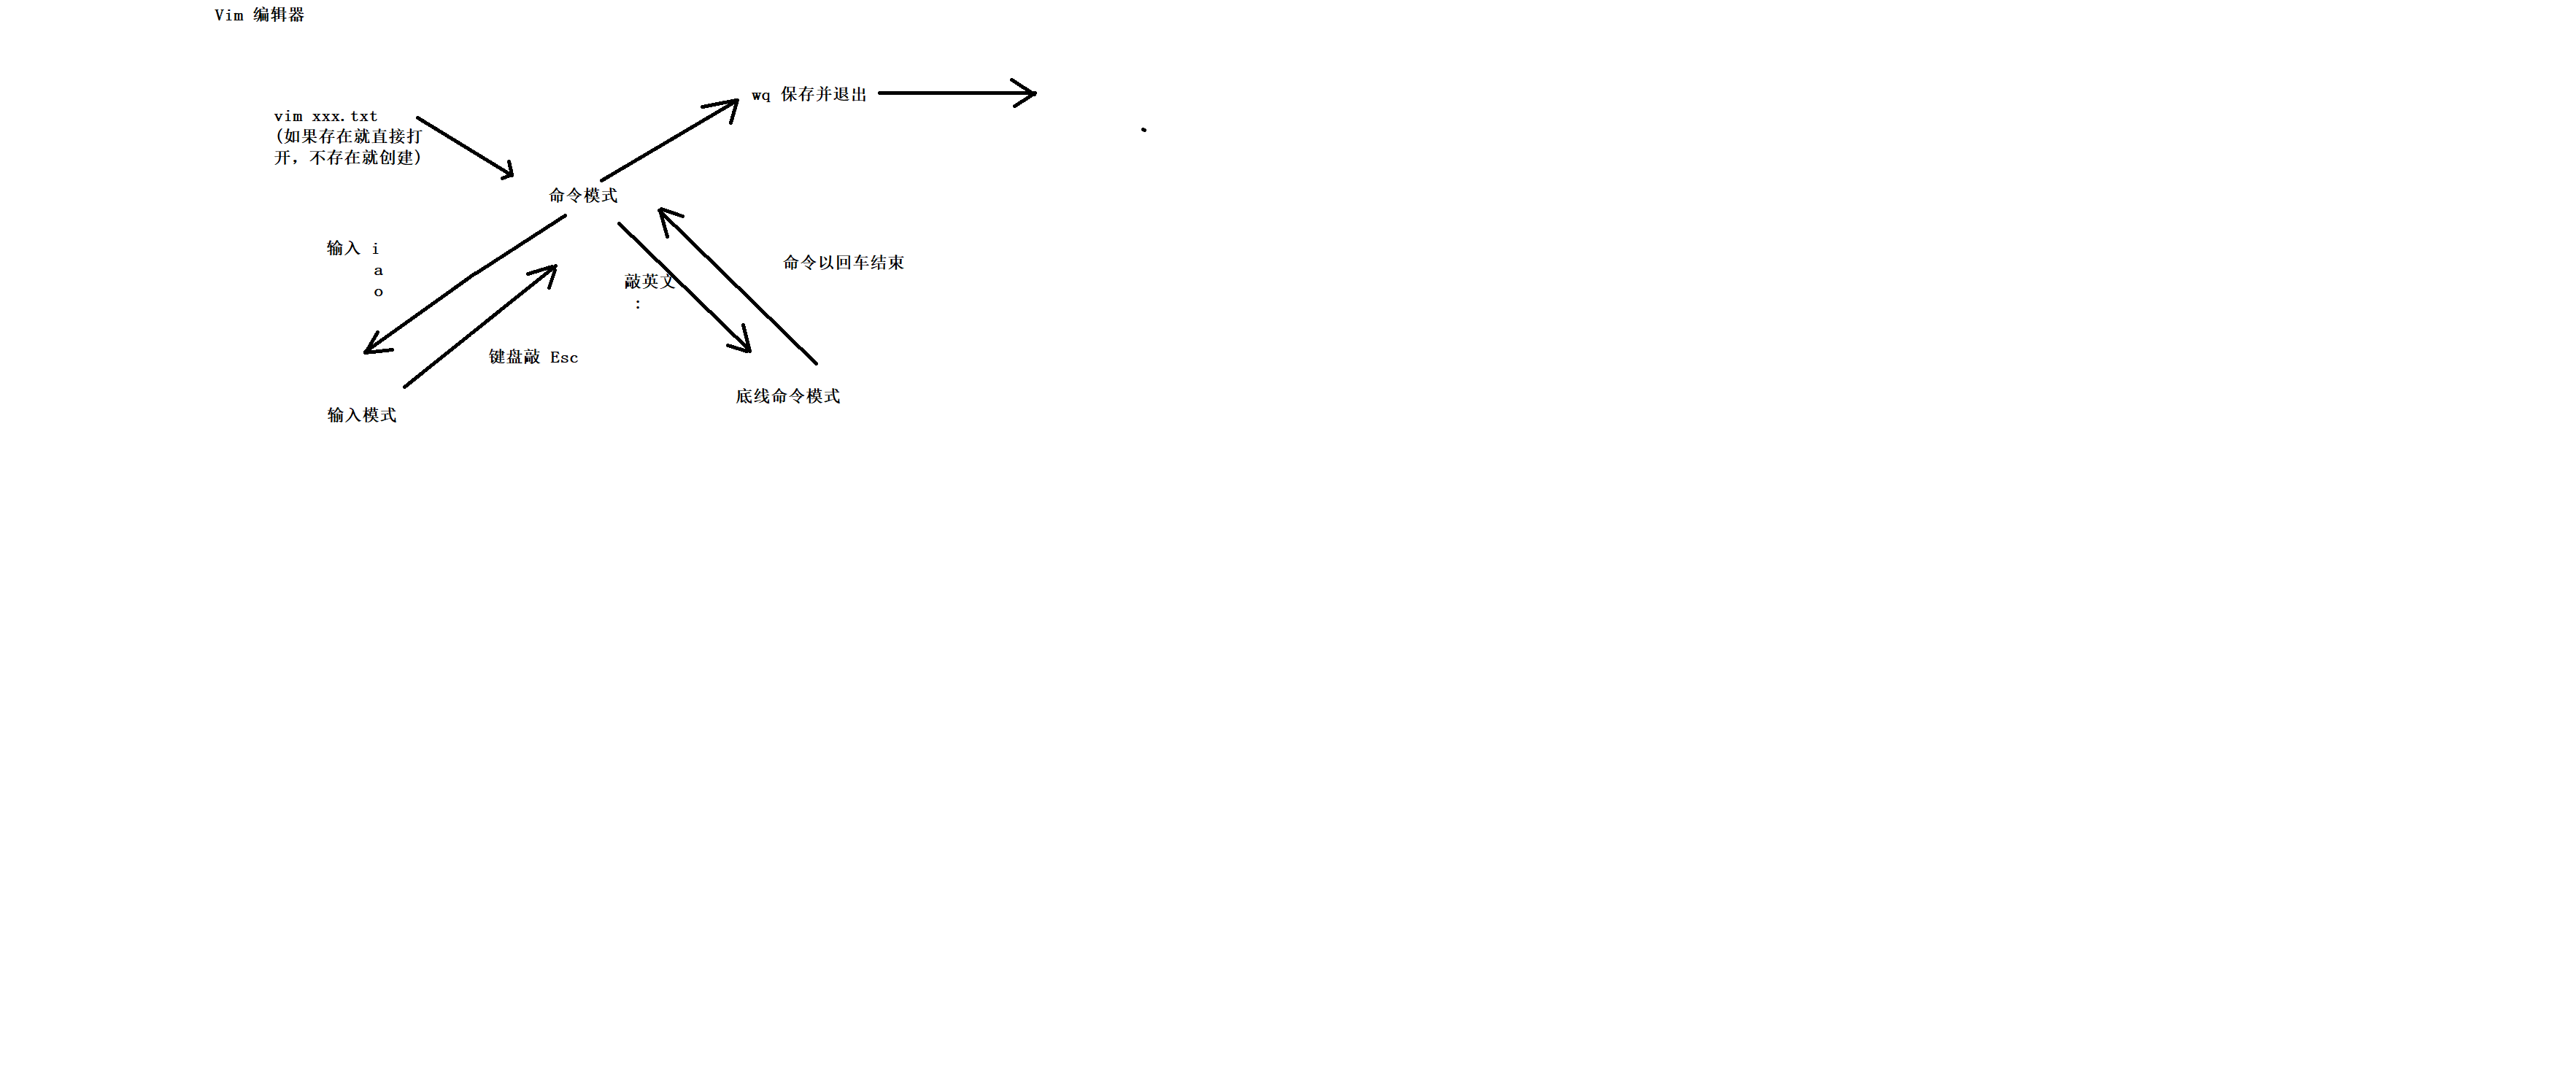 Vim 编辑器
wq 保存并退出
vim xxx.txt
(如果存在就直接打
开，不存在就创建)
命令模式
输入 i
a
o
命令以回车结束
敲英文
:
键盘敲 Esc
底线命令模式
输入模式